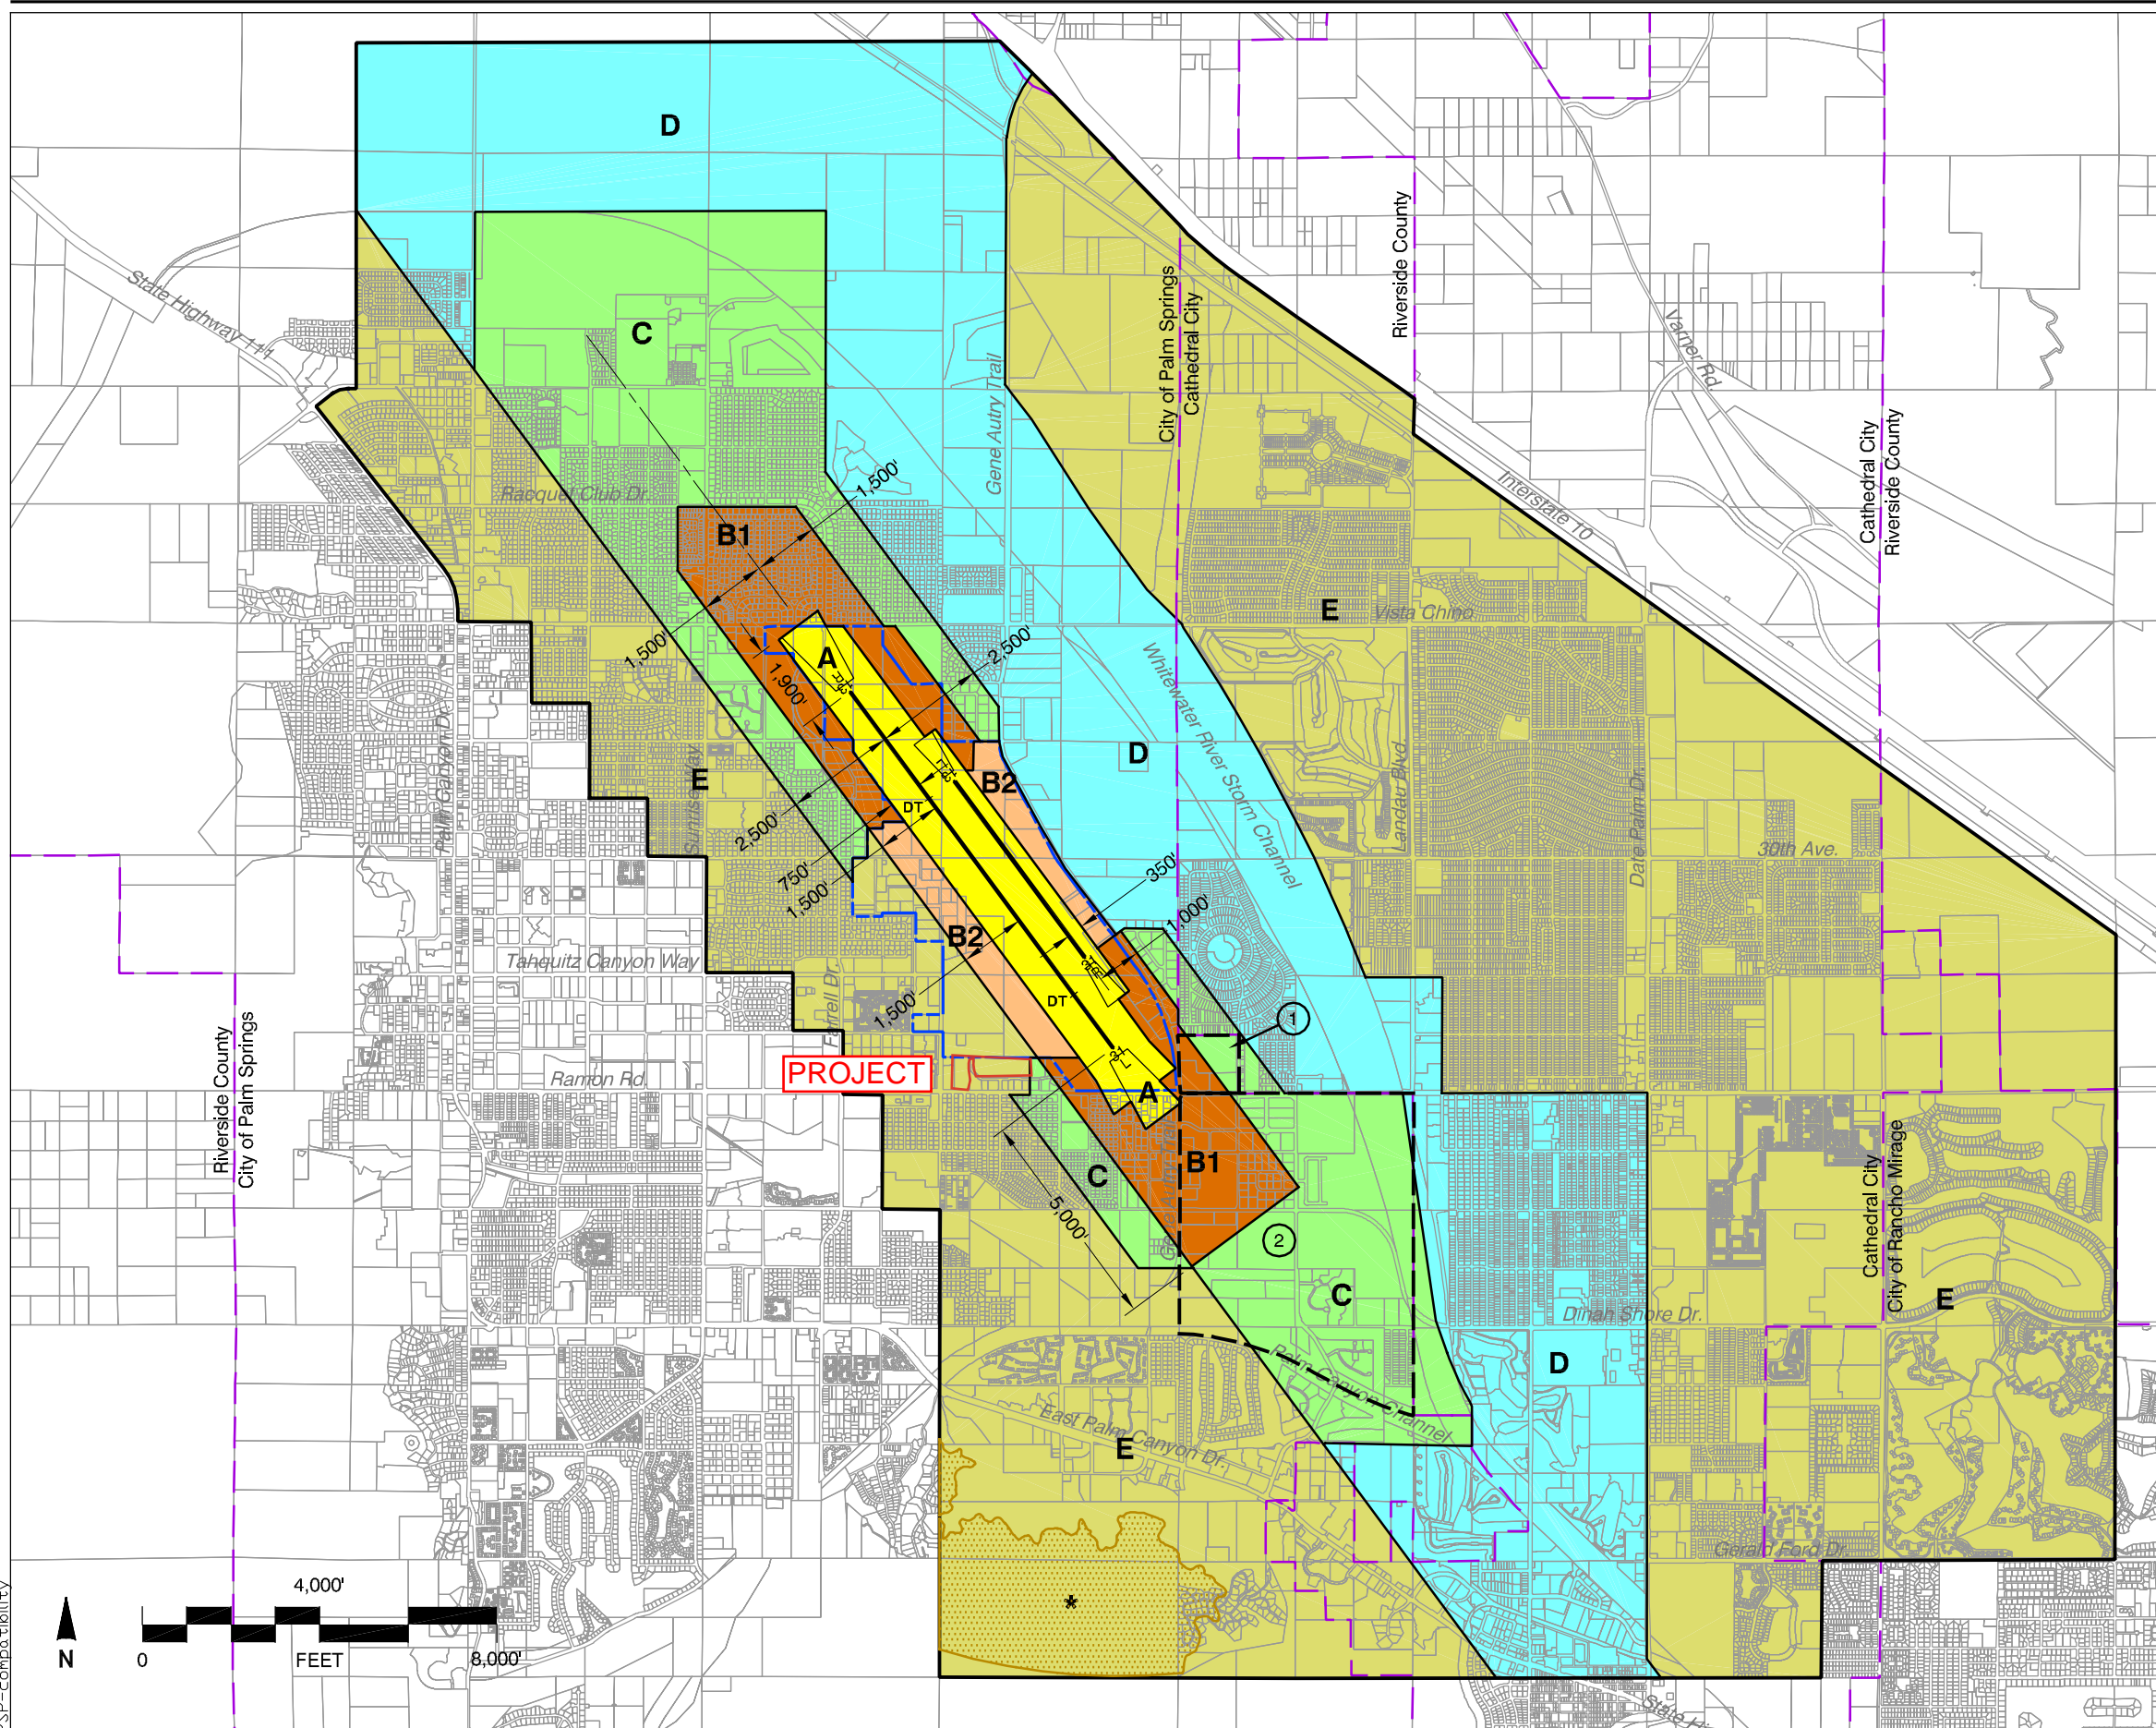 D
State Highway 111
C
Riverside County
City of Palm Springs
Cathedral City
Gene Autry Trail
Varner Rd.
Racquet Club Dr.
1,500'
B1
Interstate 10
Cathedral City
Riverside County
E
Vista Chino
1,500'
2,500'
A
1,900'
Whitewater River Storm Channel
D
Palm Canyon Dr.
Sunrise Way
E
B2
DT
Landau Blvd.
Date Palm Dr.
2,500'
30th Ave.
750'
1,500'
350'
1,000'
B2
Tahquitz Canyon Way
DT
1,500'
Farrell Dr.
1
Riverside County
City of Palm Springs
PROJECT
Ramon Rd.
31
A
B1
C
Gene Autry Trail
5,000'
2
C
Cathedral City
City of Rancho Mirage
E
Dinah Shore Dr.
D
Palm Canyon Channel
East Palm Canyon Dr.
E
Gerald Ford Dr.
*
4,000'
N
0
FEET
8,000'